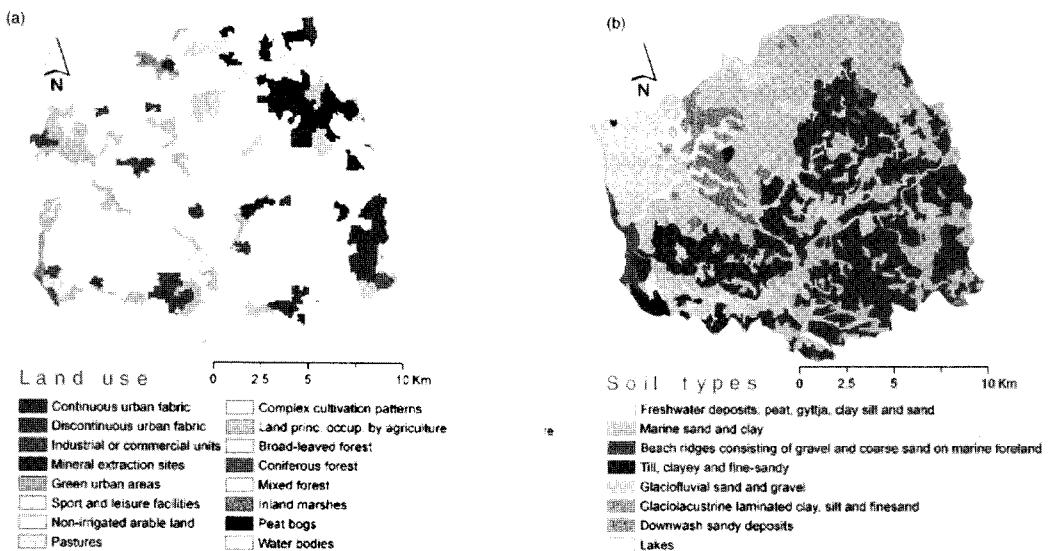 (a)
N
Land use
0 2.5 5 10 Km
Continuous urban fabric
Discontinuous urban fabric
Industrial or commercial units
Mineral extraction sites
Green urban areas
Sport and leisure facilities
Non-irrigated arable land
Pastures
Complex cultivation patterns
Land princ. occup. by agriculture
Broad-leaved forest
Coniferous forest
Mixed forest
Inland marshes
Peat bogs
Water bodies
re
(b)
N
0 2.5 5 10 Km
Soil types
Freshwater deposits, peat, gyttja, clay silt and sand
Marine sand and clay
Beach ridges consisting of gravel and coarse sand on marine foreland
Till, clayey and fine-sandy
Glaciofluvial sand and gravel
Glaciolacustrine laminated clay, silt and finesand
Downwash sandy deposits
Lakes